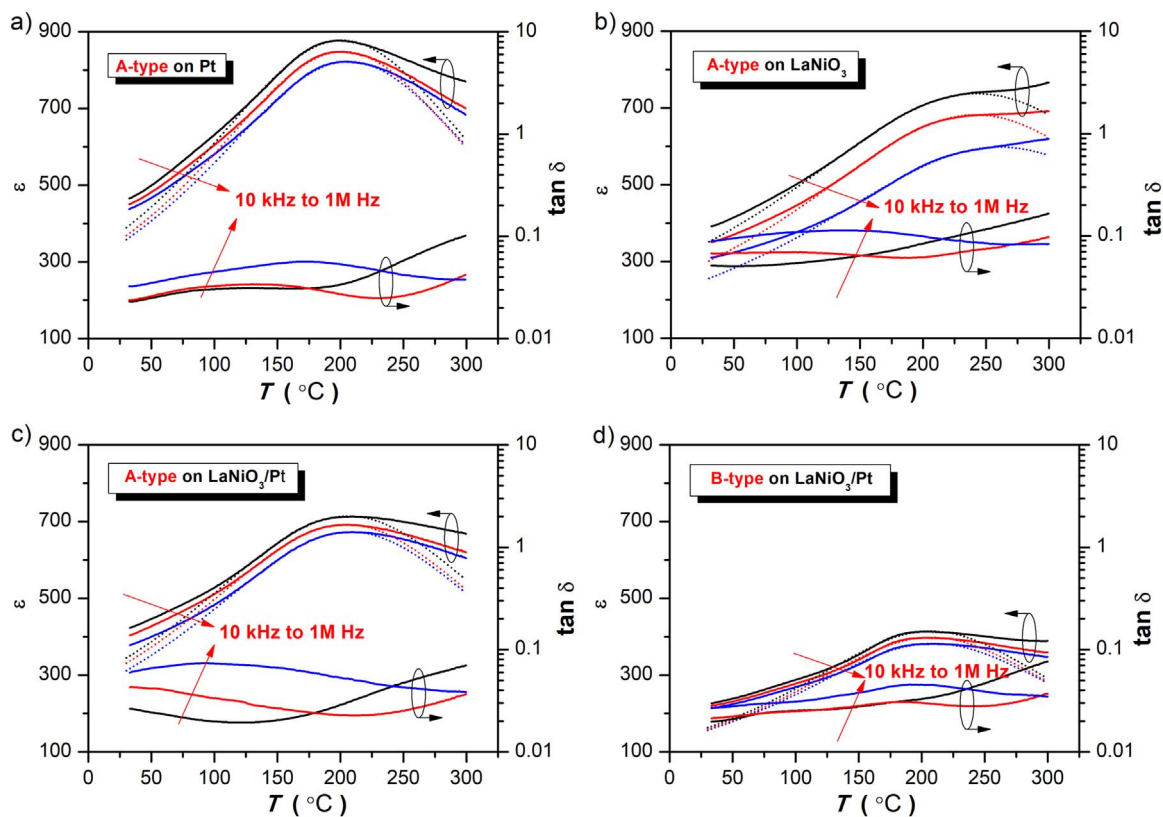 a)
900
700
500
300
100
ε
A-type on Pt
10 kHz to 1M Hz
10
1
0.1
0.01
tan δ
0 50 100 150 200 250 300
T ( °C)
b)
900
700
500
300
100
ε
A-type on LaNiO₃
10 kHz to 1M Hz
10
1
0.1
0.01
tan δ
0 50 100 150 200 250 300
T ( °C)
c)
900
700
500
300
100
ε
A-type on LaNiO₃/Pt
10 kHz to 1M Hz
10
1
0.1
0.01
tan δ
0 50 100 150 200 250 300
T ( °C)
d)
900
700
500
300
100
ε
B-type on LaNiO₃/Pt
10 kHz to 1M Hz
10
1
0.1
0.01
tan δ
0 50 100 150 200 250 300
T ( °C)